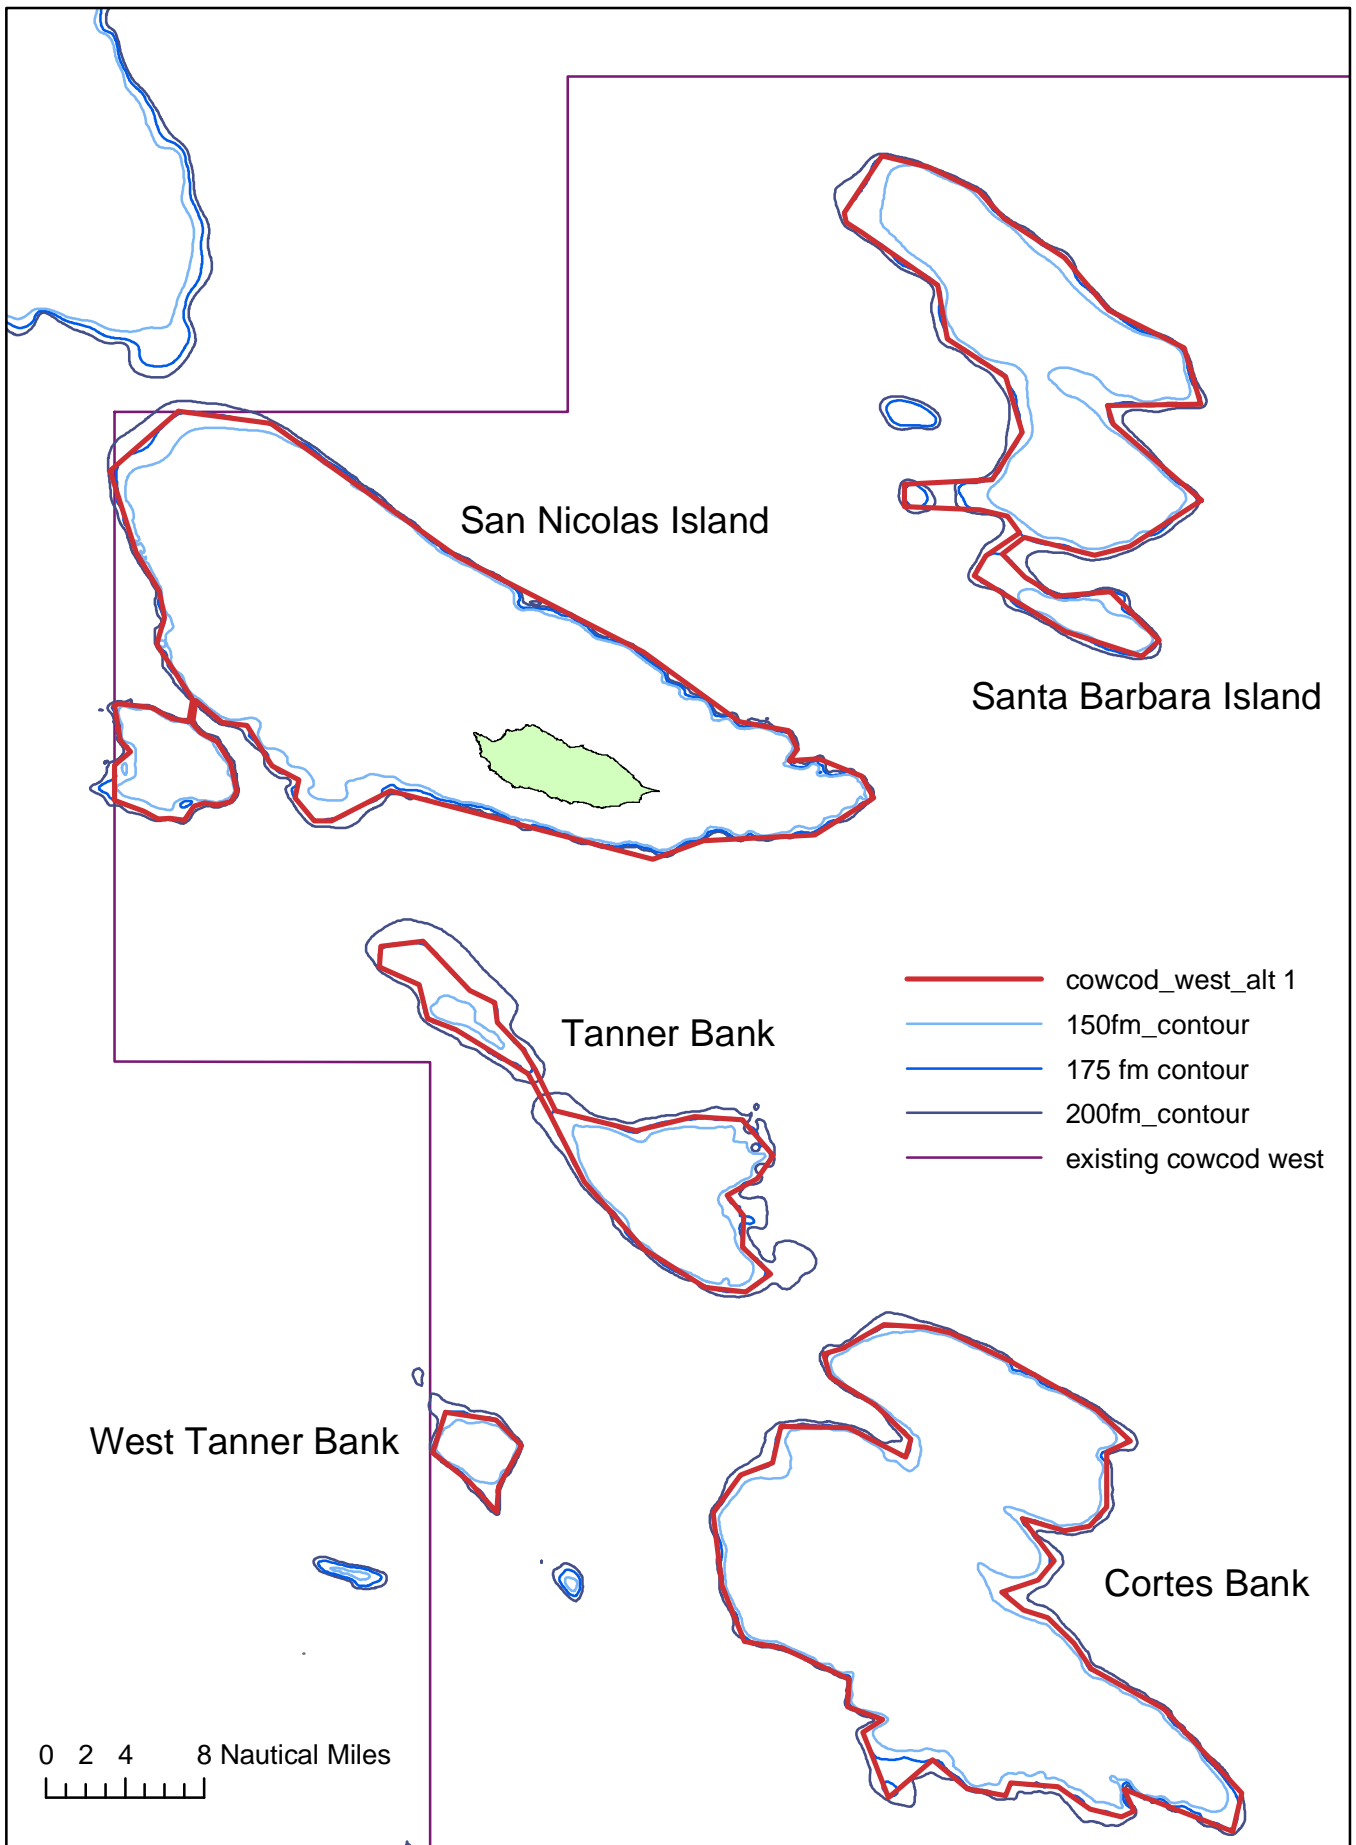 San Nicolas Island
Santa Barbara Island
cowcod_west_alt 1
150fm_contour
175 fm contour
200fm_contour
existing cowcod west
Tanner Bank
West Tanner Bank
Cortes Bank
0 2 4 8 Nautical Miles